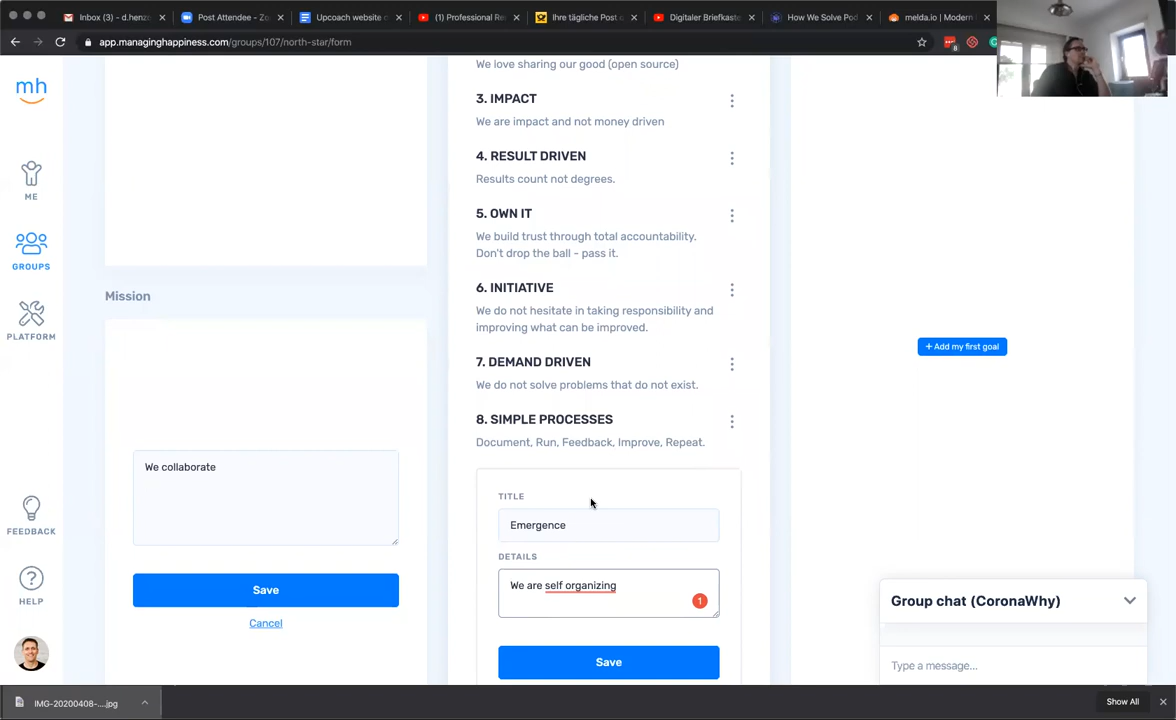 Inbox (3) - d.henz
Post Attendee - Zo
Upcoach website c
(1) Professional Re
Ihre tägliche Post c
Digitaler Briefkaste
How We Solve Pod
melda.io | Modern
app.managinghappiness.com/groups/107/north-star/form
8
mh
ME
GROUPS
PLATFORM
FEEDBACK
HELP
Mission
We collaborate
Save
Cancel
We love sharing our good (open source)
3. IMPACT
We are impact and not money driven
4. RESULT DRIVEN
Results count not degrees.
5. OWN IT
We build trust through total accountability.
Don't drop the ball - pass it.
6. INITIATIVE
We do not hesitate in taking responsibility and
improving what can be improved.
7. DEMAND DRIVEN
We do not solve problems that do not exist.
8. SIMPLE PROCESSES
Document, Run, Feedback, Improve, Repeat.
TITLE
Emergence
DETAILS
We are self organizing
1
Save
+ Add my first goal
Group chat (CoronaWhy)
Type a message...
IMG-20200408-....jpg
Show All